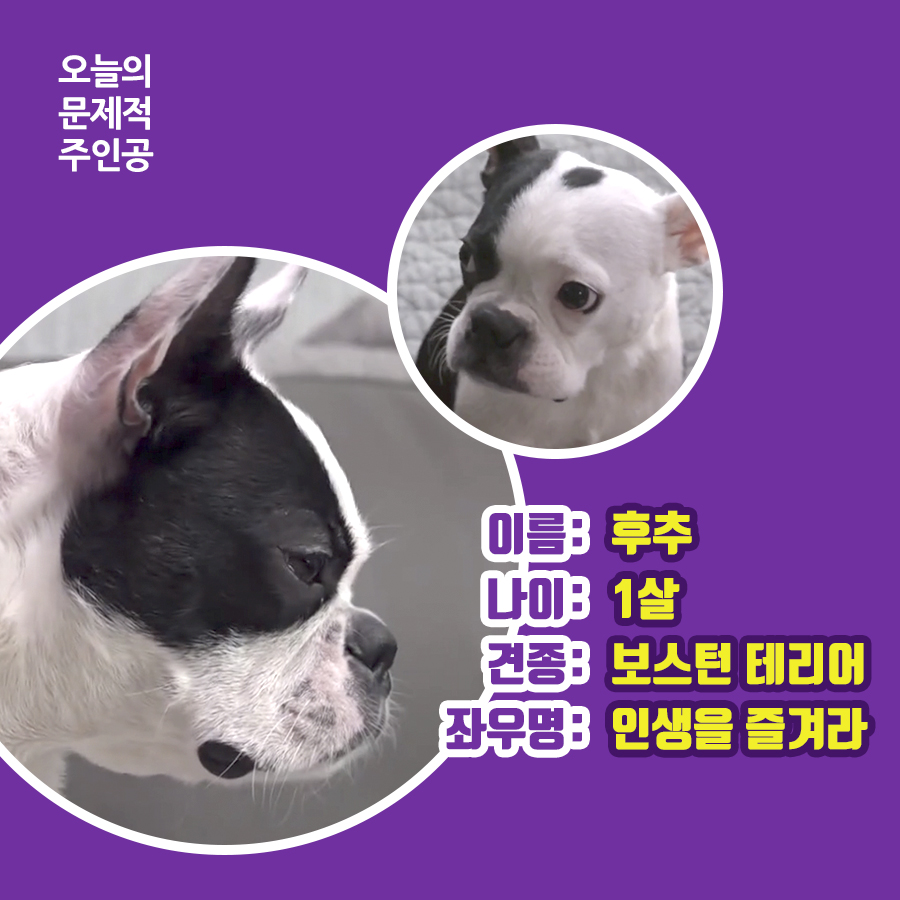 오늘의
문제적
주인공
이름: 후추
나이: 1살
견종: 보스턴 테리어
좌우명: 인생을 즐겨라